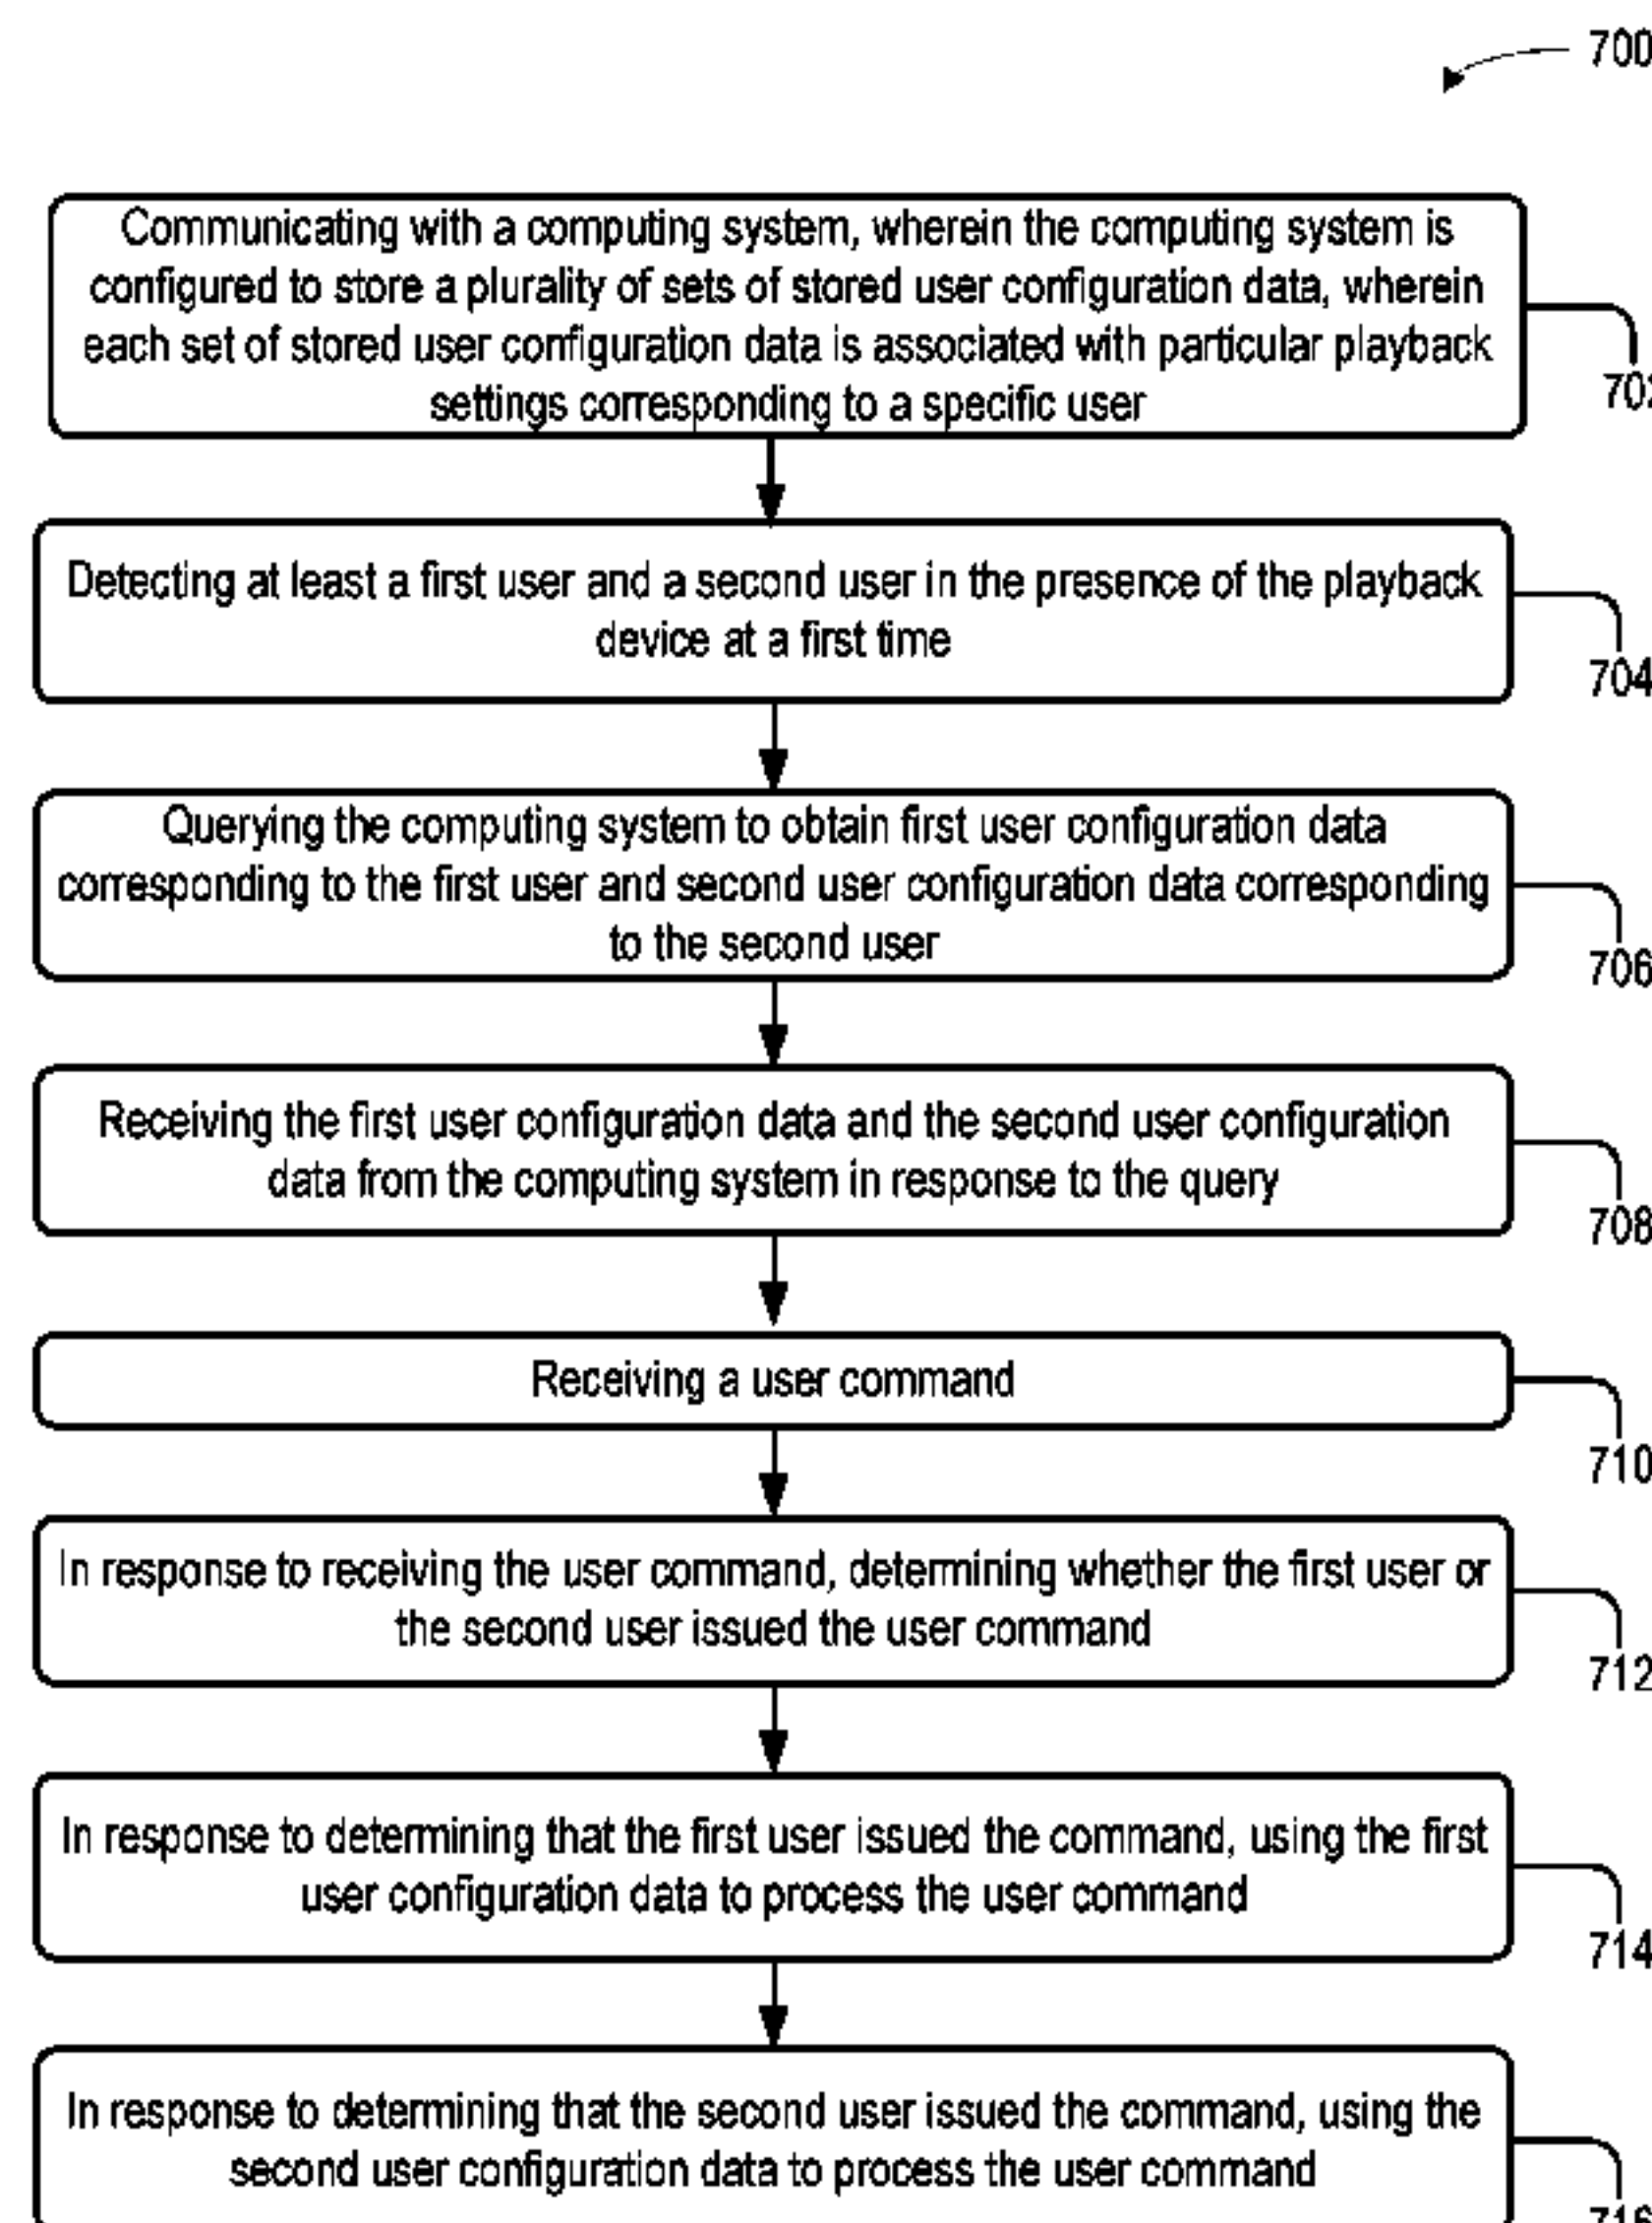 700
Communicating with a computing system, wherein the computing system is
configured to store a plurality of sets of stored user configuration data, wherein
each set of stored user configuration data is associated with particular playback
settings corresponding to a specific user
702
Detecting at least a first user and a second user in the presence of the playback
device at a first time
704
Querying the computing system to obtain first user configuration data
corresponding to the first user and second user configuration data corresponding
to the second user
706
Receiving the first user configuration data and the second user configuration
data from the computing system in response to the query
708
Receiving a user command
710
In response to receiving the user command, determining whether the first user or
the second user issued the user command
712
In response to determining that the first user issued the command, using the first
user configuration data to process the user command
714
In response to determining that the second user issued the command, using the
second user configuration data to process the user command
716